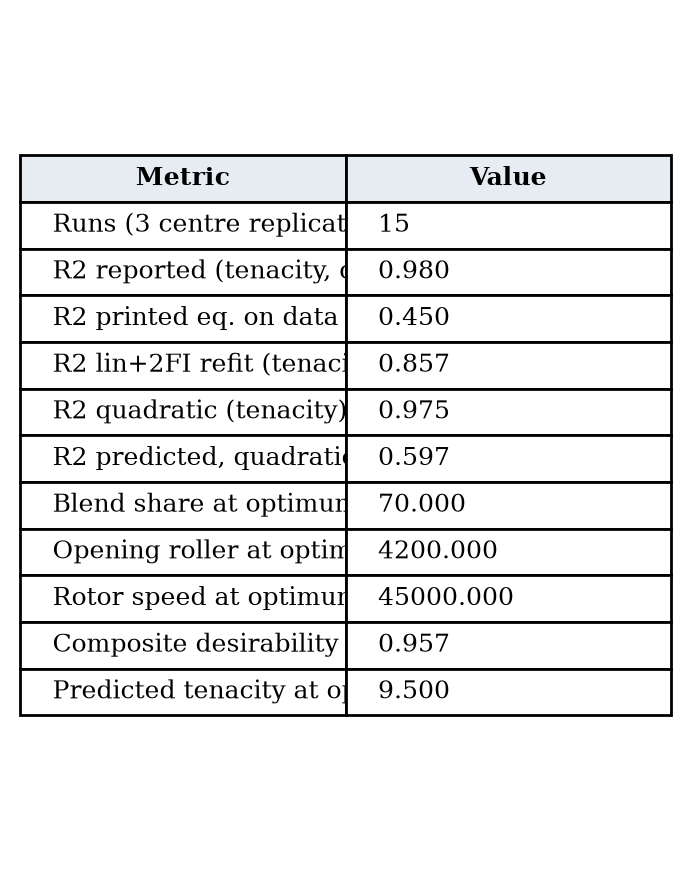 Metric Value
Runs (3 centre replicat 15
R2 reported (tenacity, 0.980
R2 printed eq. on data 0.450
R2 lin+2FI refit (tenaci 0.857
R2 quadratic (tenacity) 0.975
R2 predicted, quadratic 0.597
Blend share at optimum 70.000
Opening roller at optim 4200.000
Rotor speed at optimum 45000.000
Composite desirability 0.957
Predicted tenacity at op 9.500